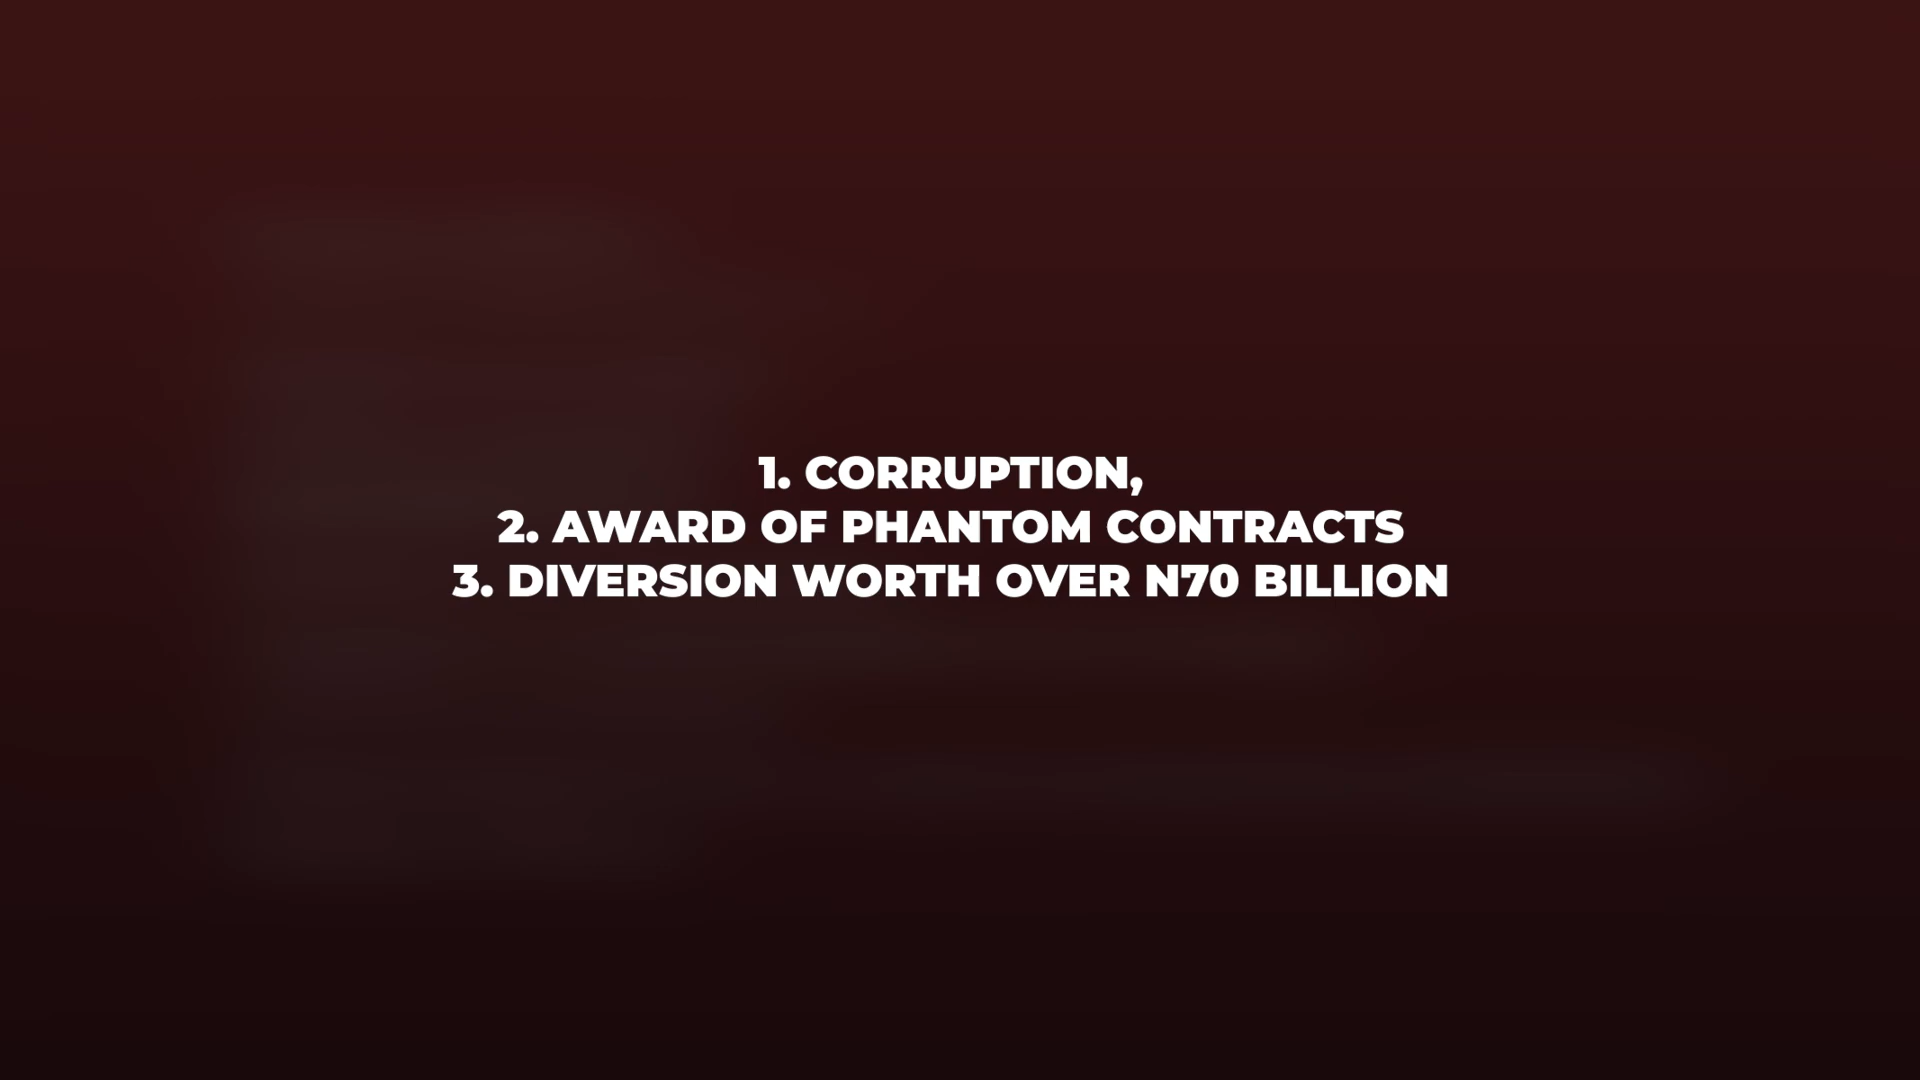 1. CORRUPTION,
2. AWARD OF PHANTOM CONTRACTS
3. DIVERSION WORTH OVER N70 BILLION